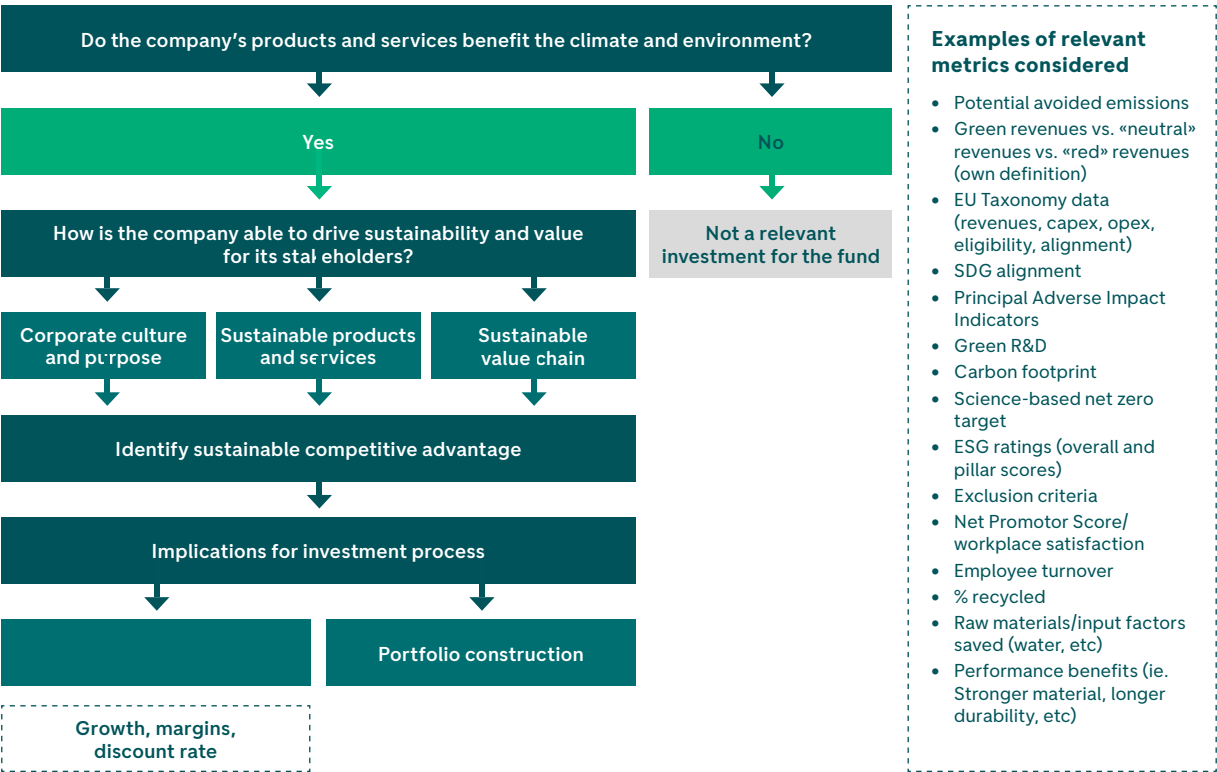 Do the company's products and services benefit the climate and environment?
Yes
No
How is the company able to drive sustainability and value
for its stakeholders?
Not a relevant
investment for the fund
Corporate culture
and purpose
Sustainable products
and services
Sustainable
value chain
Identify sustainable competitive advantage
Implications for investment process
Portfolio construction
Growth, margins,
discount rate
Examples of relevant
metrics considered
• Potential avoided emissions
• Green revenues vs. «neutral»
revenues vs. «red» revenues
(own definition)
• EU Taxonomy data
(revenues, capex, opex,
eligibility, alignment)
• SDG alignment
• Principal Adverse Impact
Indicators
• Green R&D
• Carbon footprint
• Science-based net zero
target
• ESG ratings (overall and
pillar scores)
• Exclusion criteria
• Net Promotor Score/
workplace satisfaction
• Employee turnover
• % recycled
• Raw materials/input factors
saved (water, etc)
• Performance benefits (ie.
Stronger material, longer
durability, etc)